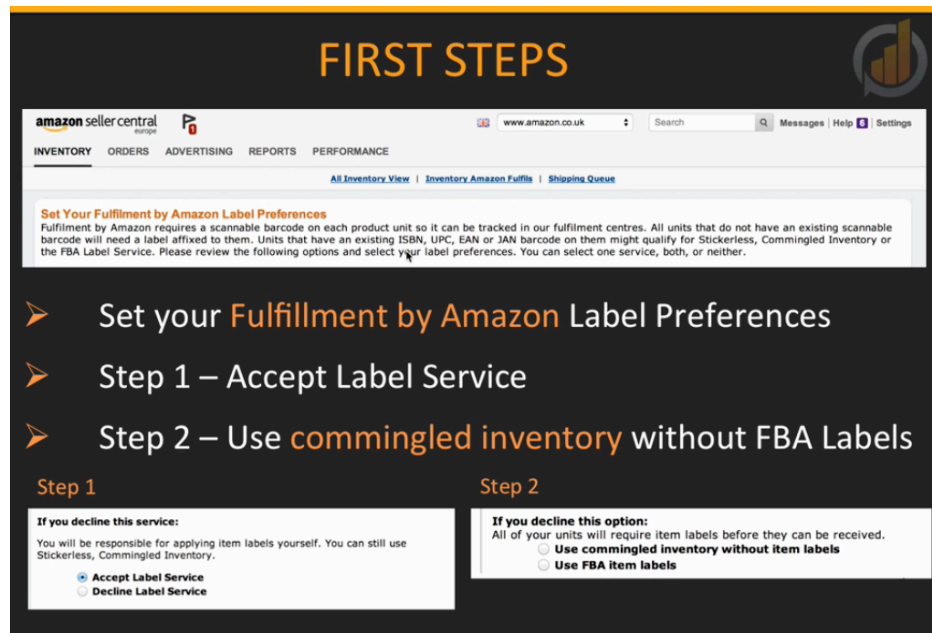 FIRST STEPS
amazon seller central
europe
1
www.amazon.co.uk
Search
Messages | Help 6 | Settings
INVENTORY ORDERS ADVERTISING REPORTS PERFORMANCE
All Inventory View | Inventory Amazon Fulfils | Shipping Queue
Set Your Fulfilment by Amazon Label Preferences
Fulfilment by Amazon requires a scannable barcode on each product unit so it can be tracked in our fulfilment centres. All units that do not have an existing scannable
barcode will need a label affixed to them. Units that have an existing ISBN, UPC, EAN or JAN barcode on them might qualify for Stickerless, Commingled Inventory or
the FBA Label Service. Please review the following options and select your label preferences. You can select one service, both, or neither.
Set your Fulfillment by Amazon Label Preferences
Step 1 – Accept Label Service
Step 2 – Use commingled inventory without FBA Labels
Step 1
If you decline this service:
You will be responsible for applying item labels yourself. You can still use
Stickerless, Commingled Inventory.
Accept Label Service
Decline Label Service
Step 2
If you decline this option:
All of your units will require item labels before they can be received.
Use commingled inventory without item labels
Use FBA item labels